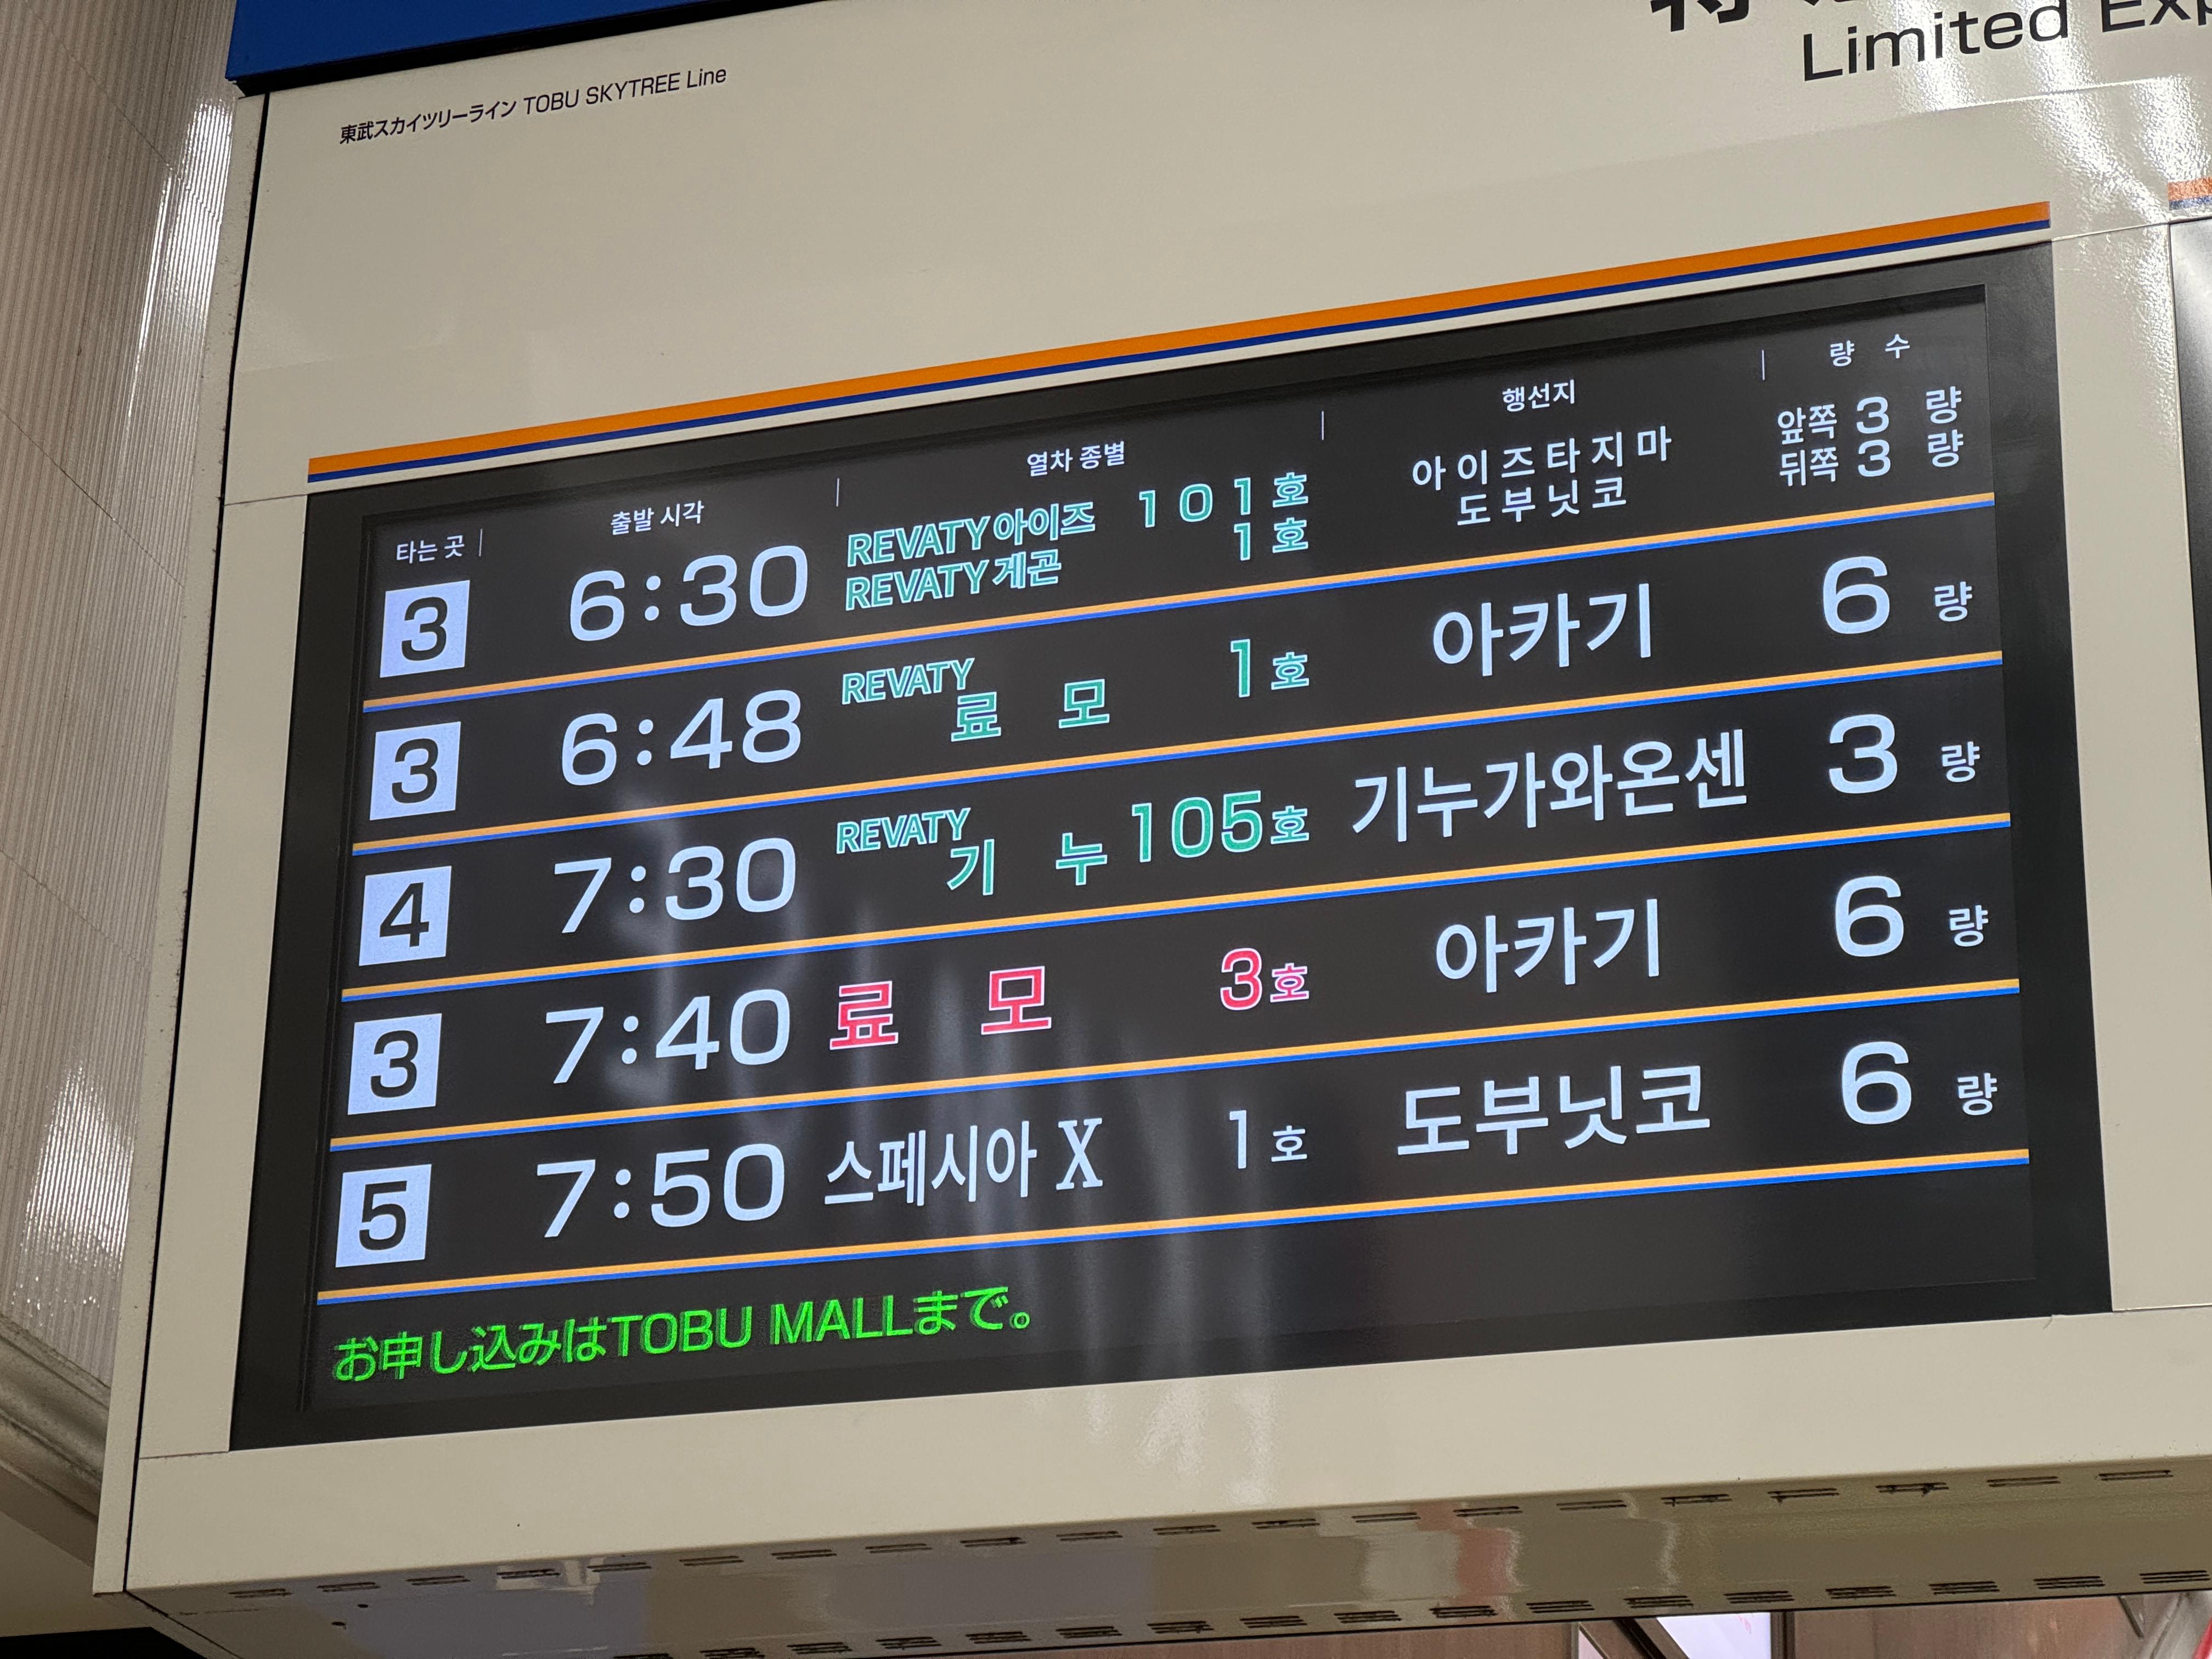 東武スカイツリーライン TOBU SKYTREE Line
Limited
타는 곳 출발 시각 열차 종별 행선지 량 수
3 6:30 REVATY아이즈 101호 아이즈타지마 앞쪽 3 량
REVATY게곤 1호 도부닛코 뒤쪽 3 량
3 6:48 REVATY 료 모 1호 아카기 6 량
4 7:30 REVATY 기 누 105호 기누가와온센 3 량
3 7:40 료 모 3호 아카기 6 량
5 7:50 스페시아 X 1호 도부닛코 6 량
お申し込みはTOBU MALLまで。